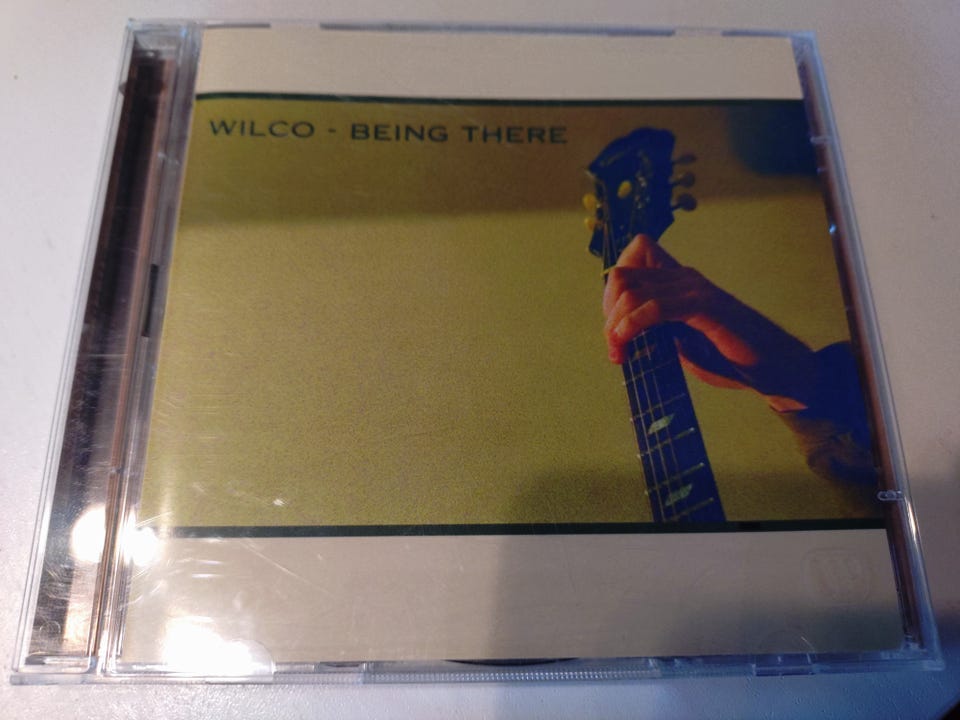 WILCO - BEING THERE